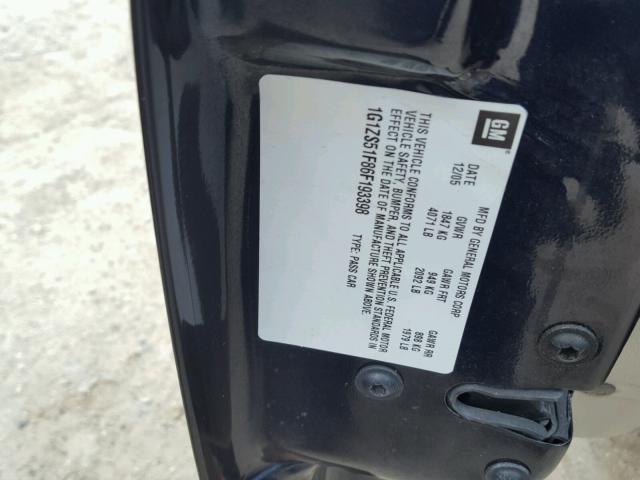 GM
MFD BY GENERAL MOTORS CORP
DATE GVWR GAWR FRT GAWR RR
12/05 1847 KG 949 KG 898 KG
4071 LB 2092 LB 1979 LB
THIS VEHICLE CONFORMS TO ALL APPLICABLE U.S. FEDERAL MOTOR
VEHICLE SAFETY, BUMPER, AND THEFT PREVENTION STANDARDS IN
EFFECT ON THE DATE OF MANUFACTURE SHOWN ABOVE.
1G1ZS51F86F193398 TYPE: PASS CAR